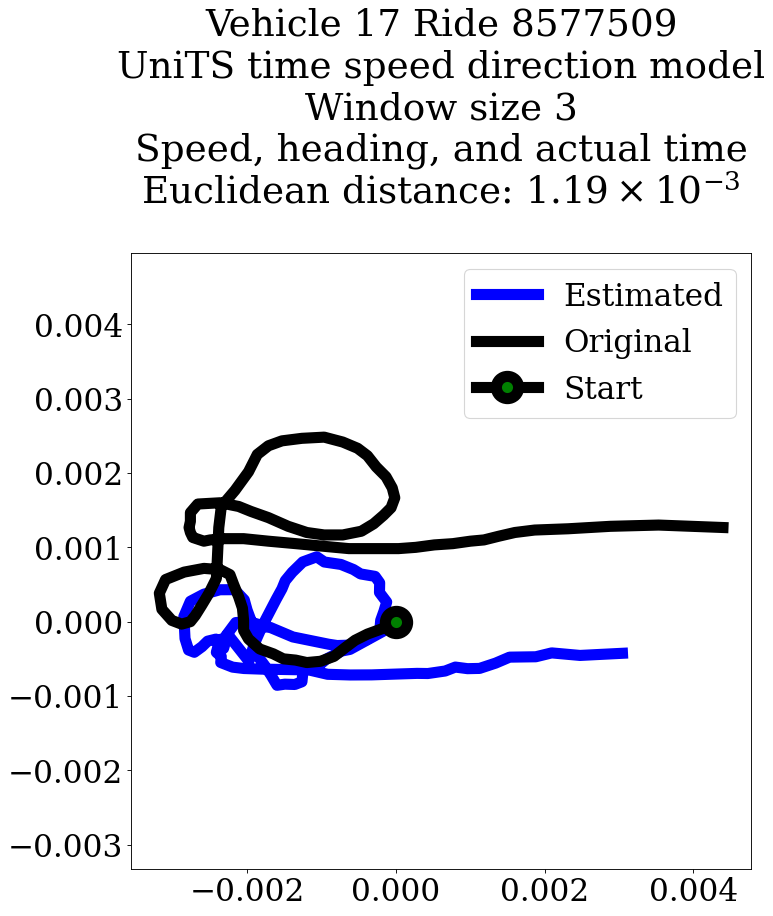 Vehicle 17 Ride 8577509
UniTS time speed direction model
Window size 3
Speed, heading, and actual time
Euclidean distance: 1.19 × 10⁻³
Estimated
Original
Start
0.004
0.003
0.002
0.001
0.000
−0.001
−0.002
−0.003
−0.002 0.000 0.002 0.004